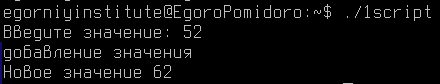 egorniyinstitute@EgoroPomidoro:~$ ./1script
Введите значение: 52
добавление значения
Новое значение 62